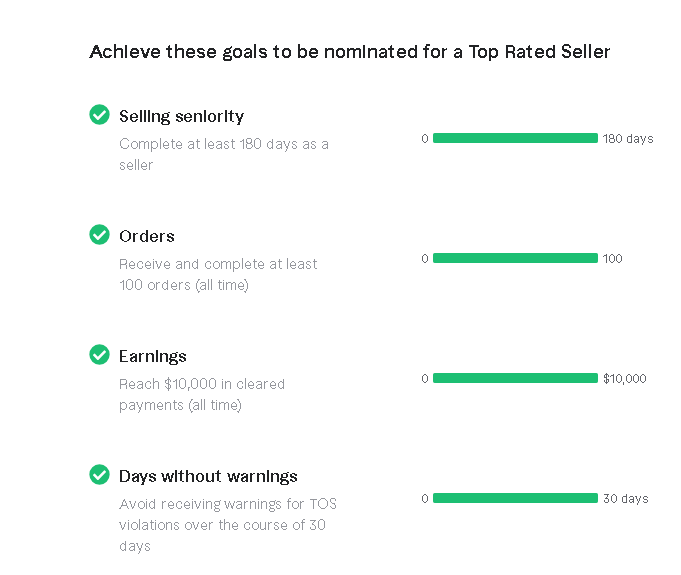 Achieve these goals to be nominated for a Top Rated Seller
Selling seniority
Complete at least 180 days as a
seller
0 180 days
Orders
Receive and complete at least
100 orders (all time)
0 100
Earnings
Reach $10,000 in cleared
payments (all time)
0 $10,000
Days without warnings
Avoid receiving warnings for TOS
violations over the course of 30
days
0 30 days